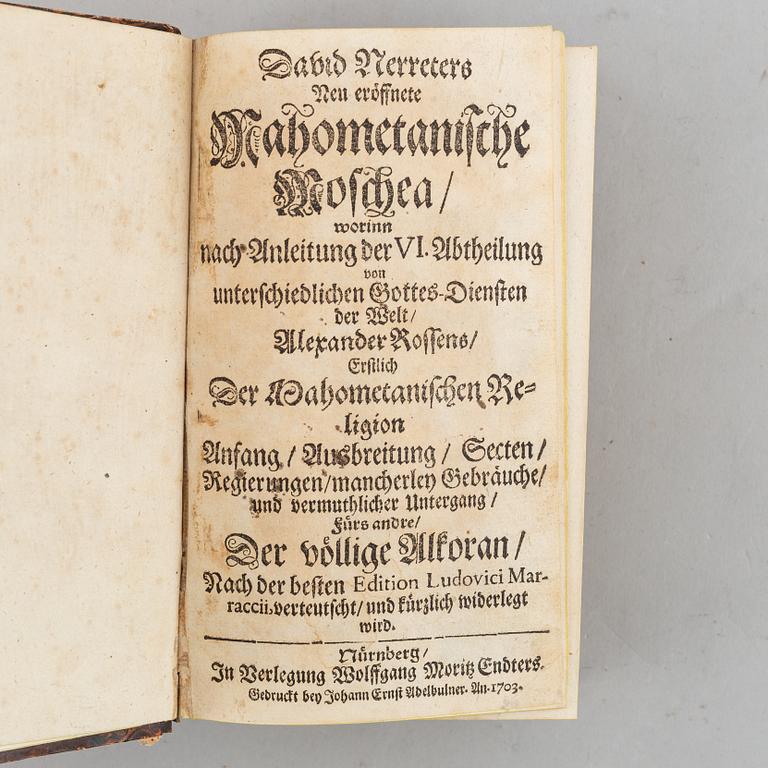 David Nerreters
Neu eröffnete
Mahometanische
Moschea/
worinn
nach Anleitung der VI. Abtheilung
von
unterschiedlichen Gottes-Diensten
der Welt/
Alexander Rossens/
Erstlich
Der Mahometanischen Re-
ligion
Anfang/ Ausbreitung/ Secten/
Regierungen/mancherley Gebräuche/
und vermuthlicher Untergang/
Fürs andre/
Der völlige Alkoran/
Nach der besten Edition Ludovici Mar-
raccii, verteutscht/ und kürzlich widerlegt
wird.
Nürnberg/
In Verlegung Wolffgang Moritz Endters.
Gedruckt bey Johann Ernst Adelbulner. An. 1703.